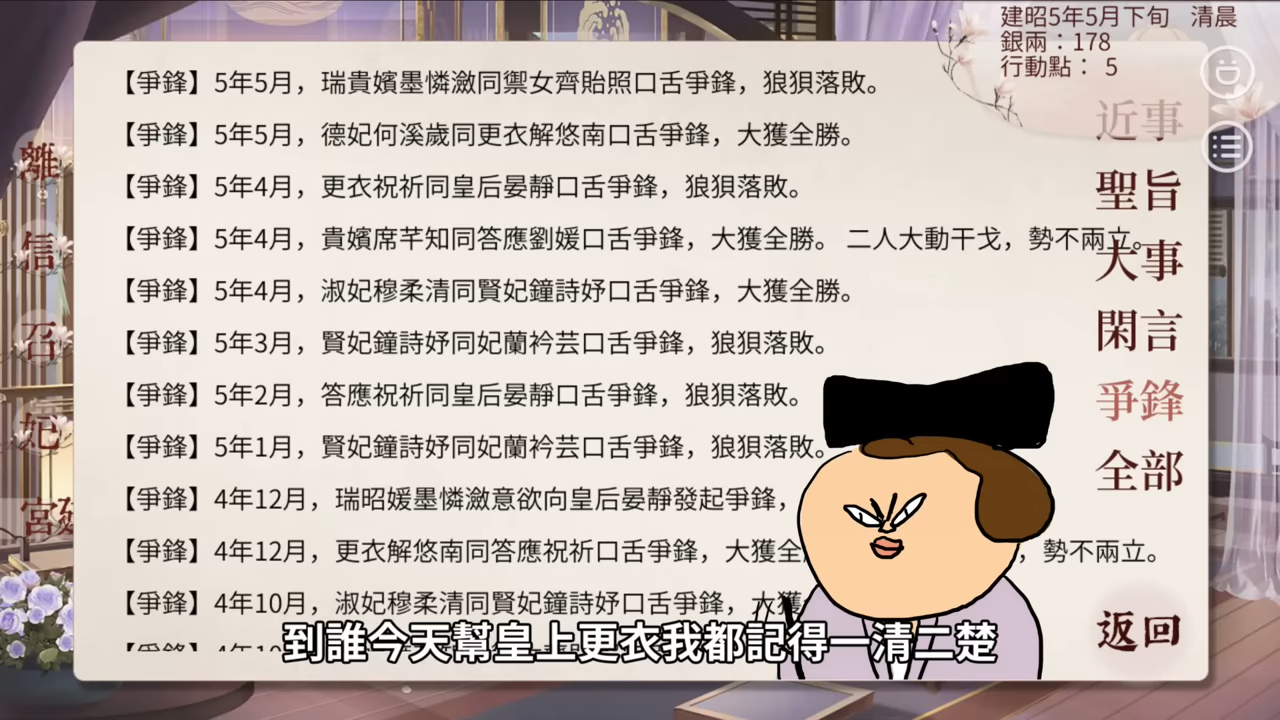 建昭5年5月下旬 清晨
銀兩：178
行動點： 5
【爭鋒】5年5月，瑞貴嬪墨憐瀲同禦女齊貽照口舌爭鋒，狼狽落敗。
【爭鋒】5年5月，德妃何溪歲同更衣解悠南口舌爭鋒，大獲全勝。
【爭鋒】5年4月，更衣祝祈同皇后晏靜口舌爭鋒，狼狽落敗。
【爭鋒】5年4月，貴嬪席芊知同答應劉媛口舌爭鋒，大獲全勝。 二人大動干戈，勢不兩立。
【爭鋒】5年4月，淑妃穆柔清同賢妃鐘詩妤口舌爭鋒，大獲全勝。
【爭鋒】5年3月，賢妃鐘詩妤同妃蘭衿芸口舌爭鋒，狼狽落敗。
【爭鋒】5年2月，答應祝祈同皇后晏靜口舌爭鋒，狼狽落敗。
【爭鋒】5年1月，賢妃鐘詩妤同妃蘭衿芸口舌爭鋒，狼狽落敗。
【爭鋒】4年12月，瑞昭媛墨憐瀲意欲向皇后晏靜發起爭鋒，
【爭鋒】4年12月，更衣解悠南同答應祝祈口舌爭鋒，大獲全 ，勢不兩立。
【爭鋒】4年10月，淑妃穆柔清同賢妃鐘詩妤口舌爭鋒，大獲
離
信
召
妃
宮
近事
聖旨
大事
閑言
爭鋒
全部
返回
到誰今天幫皇上更衣我都記得一清二楚